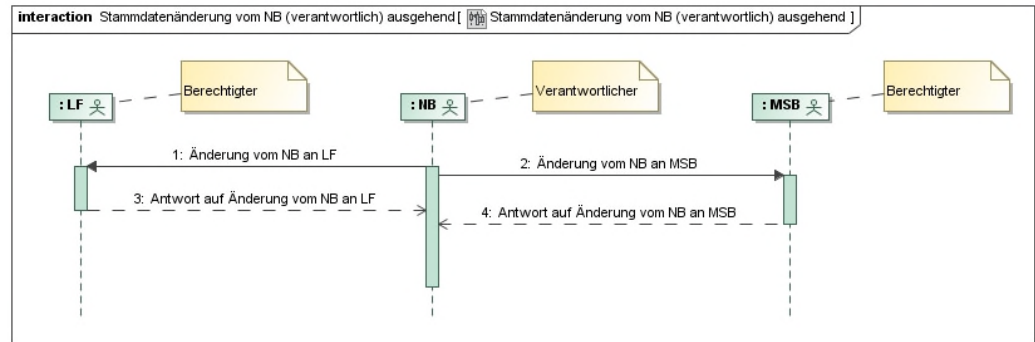 interaction Stammdatenänderung vom NB (verantwortlich) ausgehend [ Stammdatenänderung vom NB (verantwortlich) ausgehend ]
Berechtigter
Verantwortlicher
Berechtigter
: LF
: NB
: MSB
1: Änderung vom NB an LF
2: Änderung vom NB an MSB
3: Antwort auf Änderung vom NB an LF
4: Antwort auf Änderung vom NB an MSB